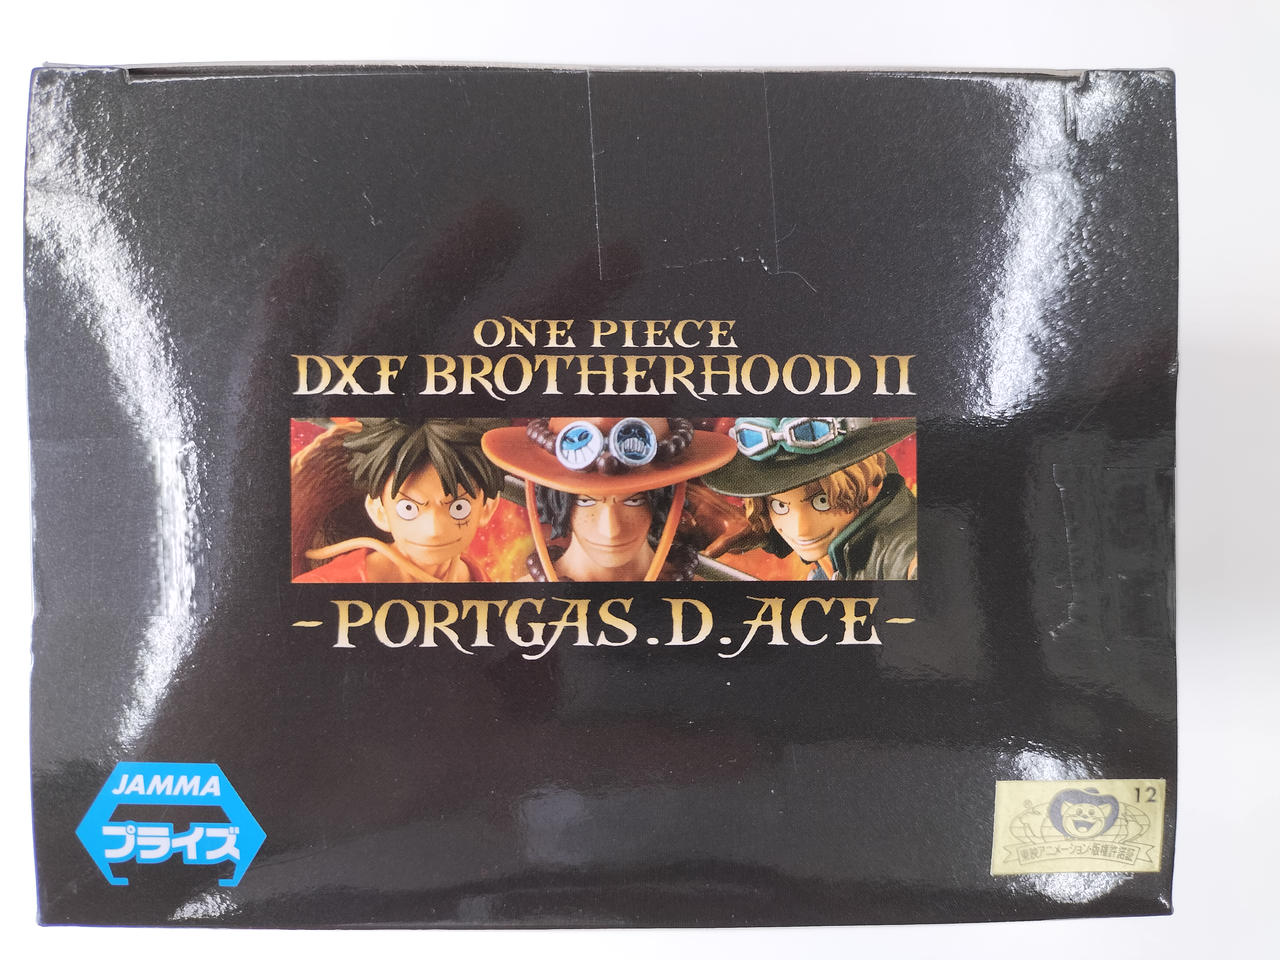 ONE PIECE
DXF BROTHERHOOD II
-PORTGAS.D.ACE-
JAMMA
プライズ
12
東映アニメーション・版権許諾証